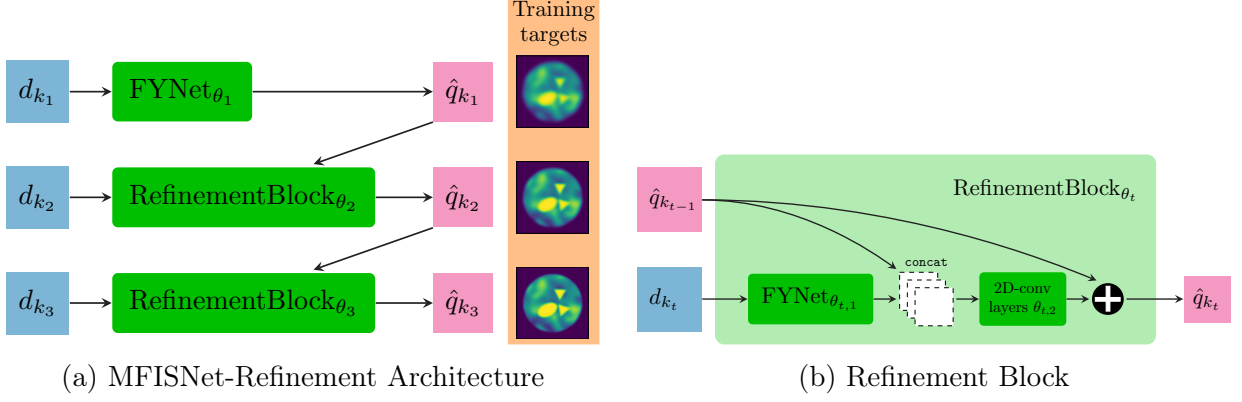 Training
targets
d_{k_1}
FYNet_{θ_1}
q̂_{k_1}
d_{k_2}
RefinementBlock_{θ_2}
q̂_{k_2}
d_{k_3}
RefinementBlock_{θ_3}
q̂_{k_3}
(a) MFISNet-Refinement Architecture
q̂_{k_{t-1}}
RefinementBlock_{θ_t}
concat
d_{k_t}
FYNet_{θ_{t,1}}
2D-conv
layers θ_{t,2}
q̂_{k_t}
(b) Refinement Block